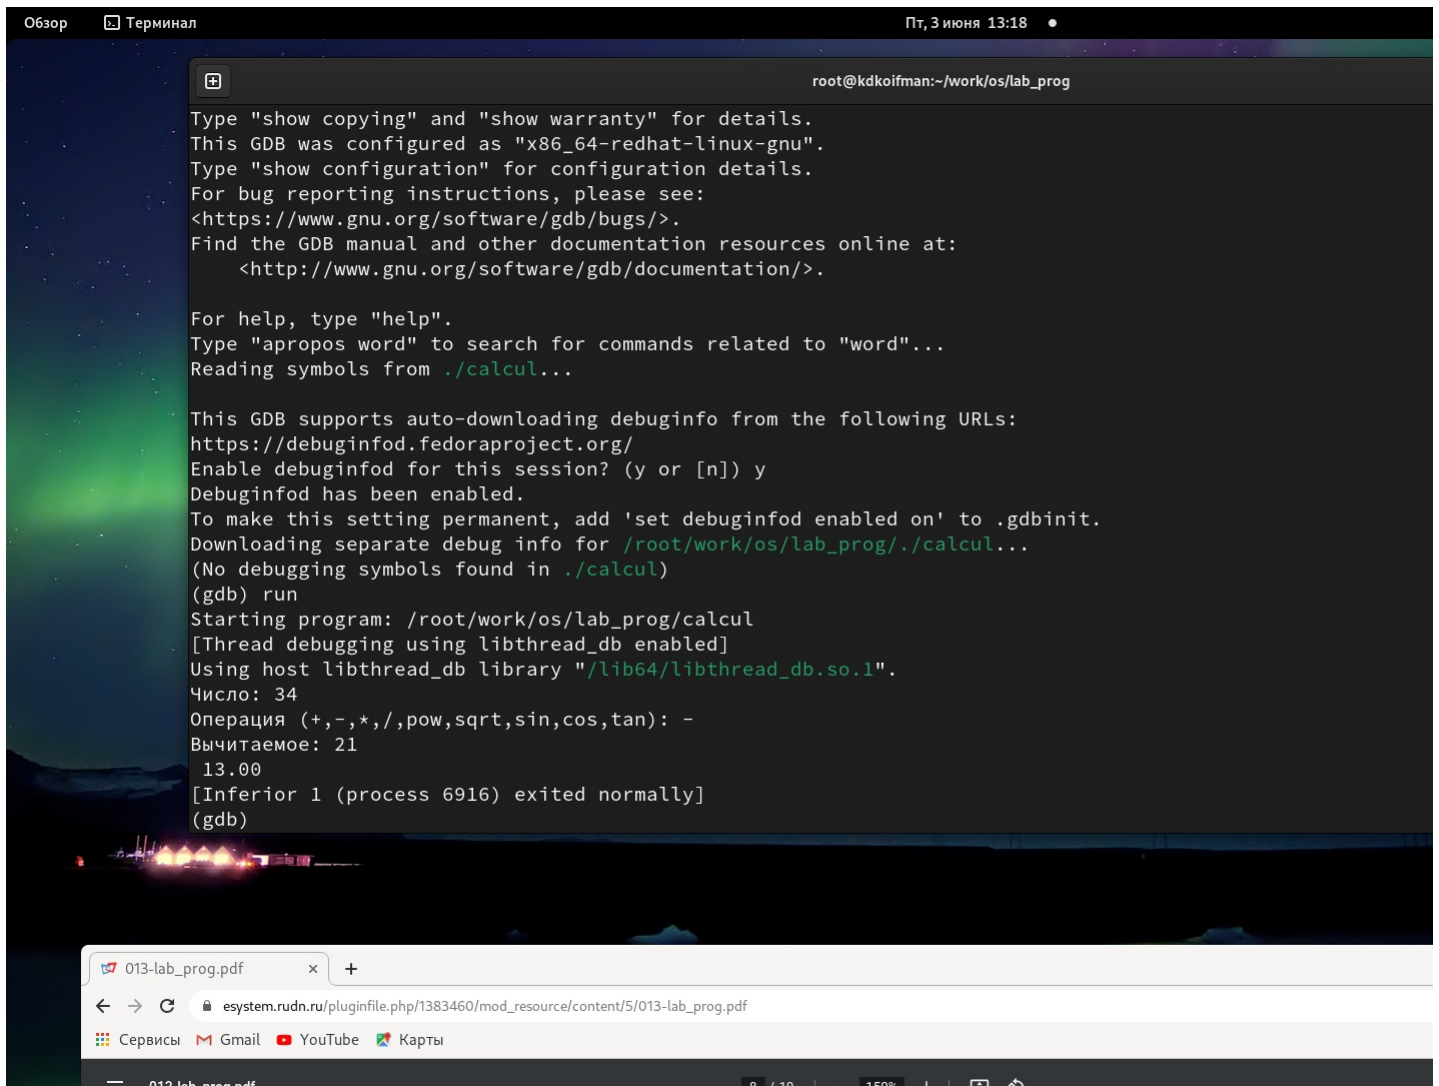 Обзор
Терминал
Пт, 3 июня 13:18
root@kdkoifman:~/work/os/lab_prog
Type "show copying" and "show warranty" for details.
This GDB was configured as "x86_64-redhat-linux-gnu".
Type "show configuration" for configuration details.
For bug reporting instructions, please see:
<https://www.gnu.org/software/gdb/bugs/>.
Find the GDB manual and other documentation resources online at:
    <http://www.gnu.org/software/gdb/documentation/>.
For help, type "help".
Type "apropos word" to search for commands related to "word"...
Reading symbols from ./calcul...
This GDB supports auto-downloading debuginfo from the following URLs:
https://debuginfod.fedoraproject.org/
Enable debuginfod for this session? (y or [n]) y
Debuginfod has been enabled.
To make this setting permanent, add 'set debuginfod enabled on' to .gdbinit.
Downloading separate debug info for /root/work/os/lab_prog/./calcul...
(No debugging symbols found in ./calcul)
(gdb) run
Starting program: /root/work/os/lab_prog/calcul
[Thread debugging using libthread_db enabled]
Using host libthread_db library "/lib64/libthread_db.so.1".
Число: 34
Операция (+,-,*,/,pow,sqrt,sin,cos,tan): -
Вычитаемое: 21
 13.00
[Inferior 1 (process 6916) exited normally]
(gdb)
013-lab_prog.pdf
esystem.rudn.ru/pluginfile.php/1383460/mod_resource/content/5/013-lab_prog.pdf
Сервисы Gmail YouTube Карты
013-lab_prog.pdf 8 / 10 150%